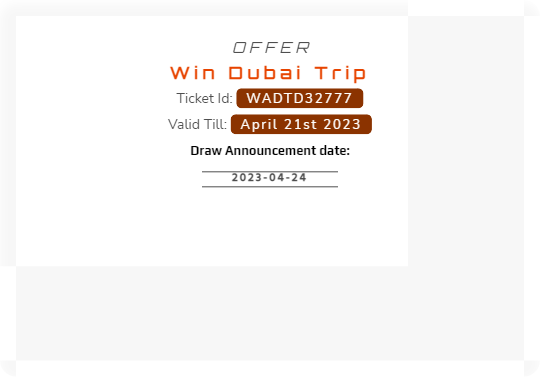 OFFER
Win Dubai Trip
Ticket Id: WADTD32777
Valid Till: April 21st 2023
Draw Announcement date:
2023-04-24